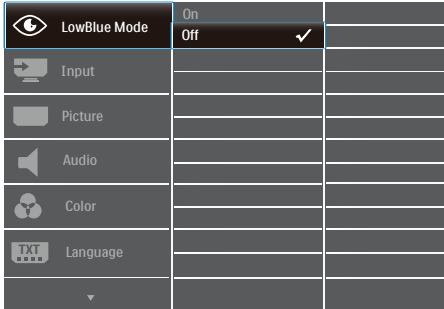 LowBlue Mode
On
Off
Input
Picture
Audio
Color
TXT
Language